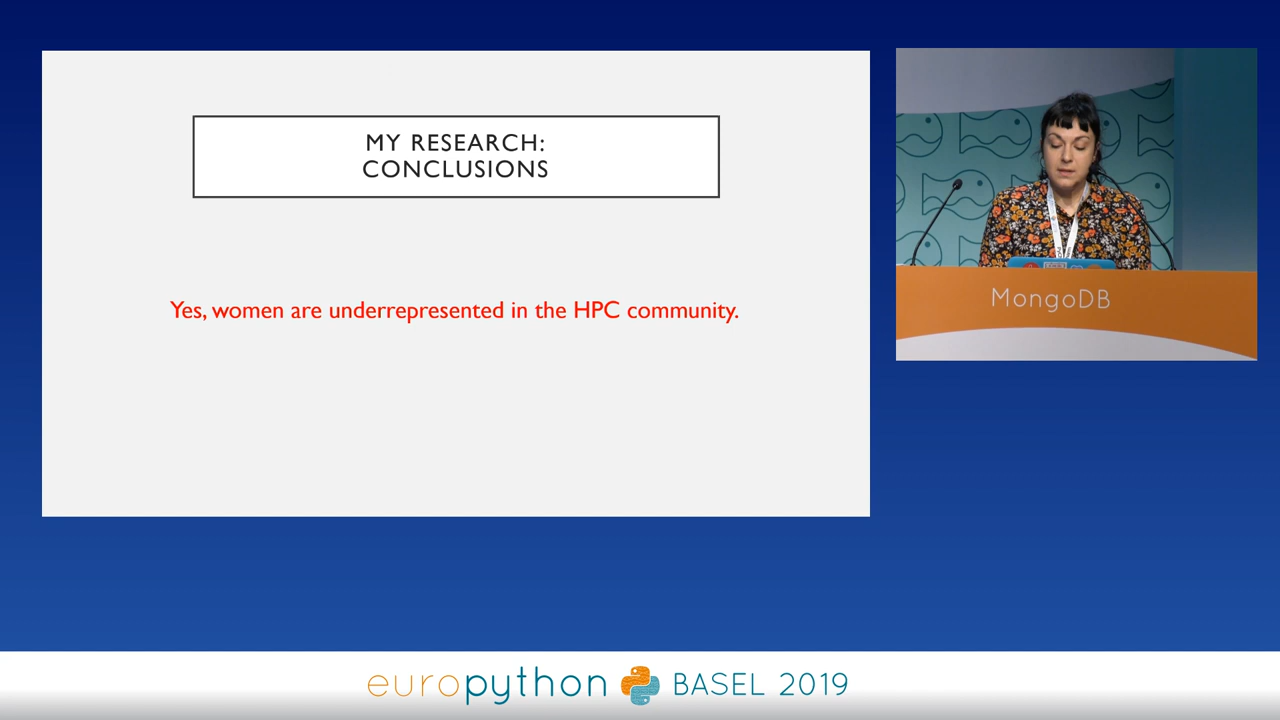 MY RESEARCH:
CONCLUSIONS
Yes, women are underrepresented in the HPC community.
MongoDB
europython BASEL 2019